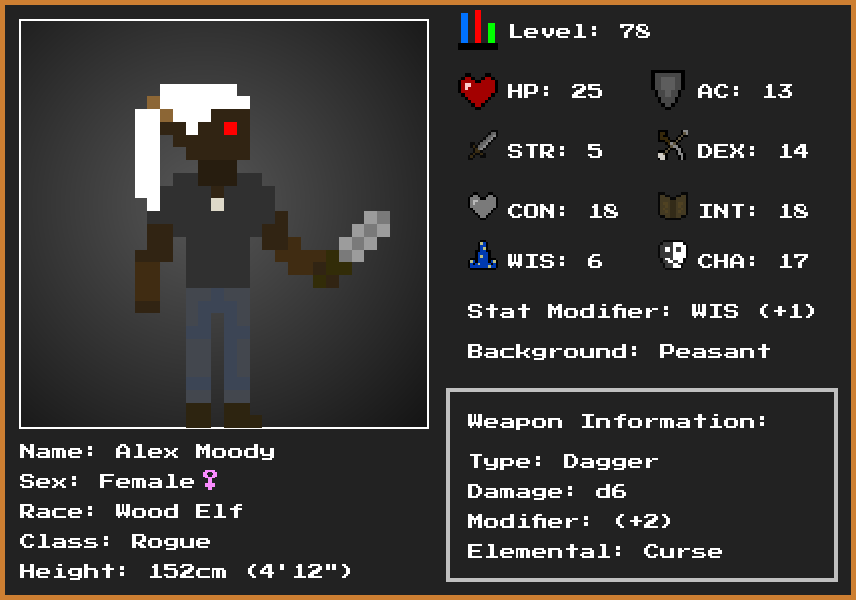 Level: 78
HP: 25 AC: 13
STR: 5 DEX: 14
CON: 18 INT: 18
WIS: 6 CHA: 17
Stat Modifier: WIS (+1)
Background: Peasant
Weapon Information:
Type: Dagger
Damage: d6
Modifier: (+2)
Elemental: Curse
Name: Alex Moody
Sex: Female♀
Race: Wood Elf
Class: Rogue
Height: 152cm (4'12")